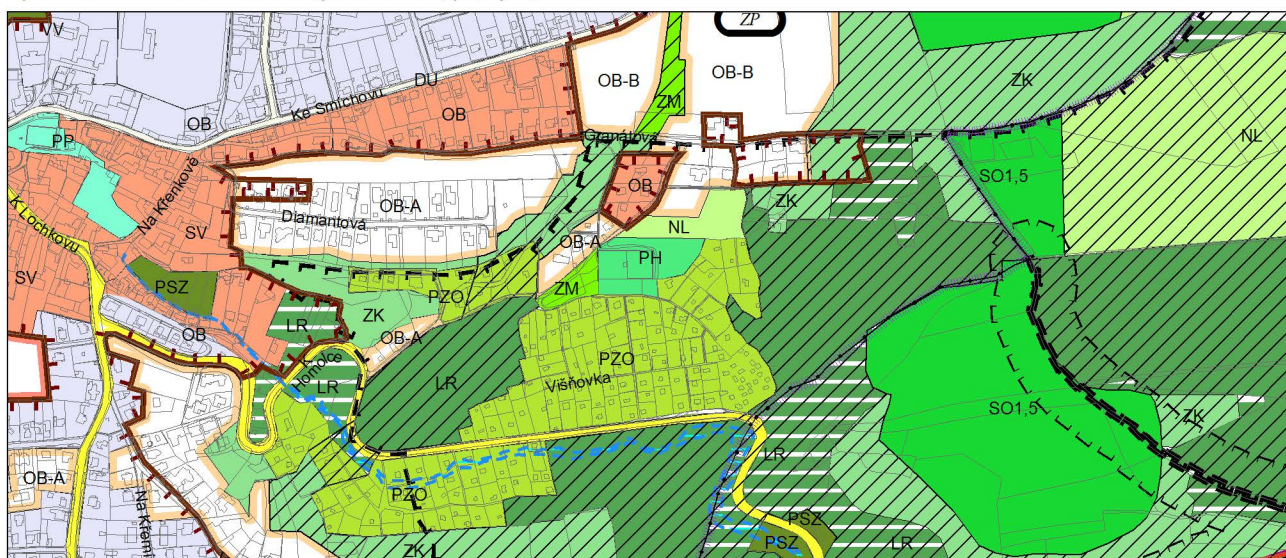 VV
ZP
OB-B
OB-B
DU
Ke Smíchovu
ZK
ZM
OB
OB
PP
Granátová
NL
Na Křenkově
SO1,5
OB
K Lochkovu
OB-A
ZK
Diamantová
SV
NL
OB-A
PH
SV
PSZ
PZO
ZM
LR
ZK
OB
OB-A
PZO
LR
Homolce
LR
Višňovka
SO1,5
ZK
OB-A
LR
PZO
PSZ
PSZ
LR
ZK